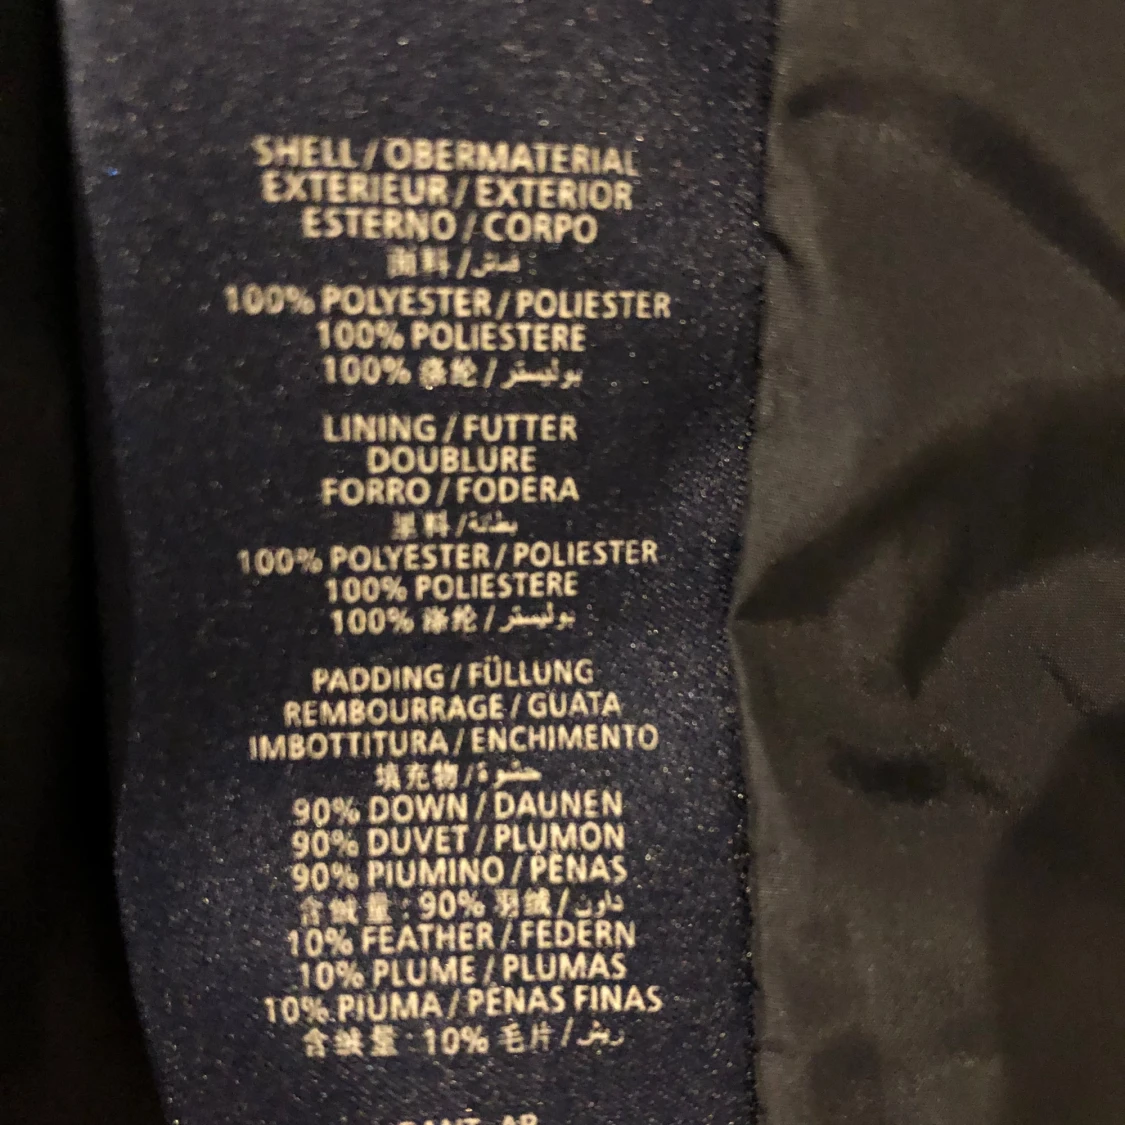 SHELL / OBERMATERIAL
EXTERIEUR / EXTERIOR
ESTERNO / CORPO
面料 / قماش
100% POLYESTER / POLIESTER
100% POLIESTERE
100% 涤纶 / بوليستر
LINING / FUTTER
DOUBLURE
FORRO / FODERA
里料 / بطانة
100% POLYESTER / POLIESTER
100% POLIESTERE
100% 涤纶 / بوليستر
PADDING / FÜLLUNG
REMBOURRAGE / GUATA
IMBOTTITURA / ENCHIMENTO
填充物 / حشوة
90% DOWN / DAUNEN
90% DUVET / PLUMON
90% PIUMINO / PENAS
含绒量 : 90% 羽绒 / داون
10% FEATHER / FEDERN
10% PLUME / PLUMAS
10% PIUMA / PENAS FINAS
含绒量 : 10% 毛片 / ريش